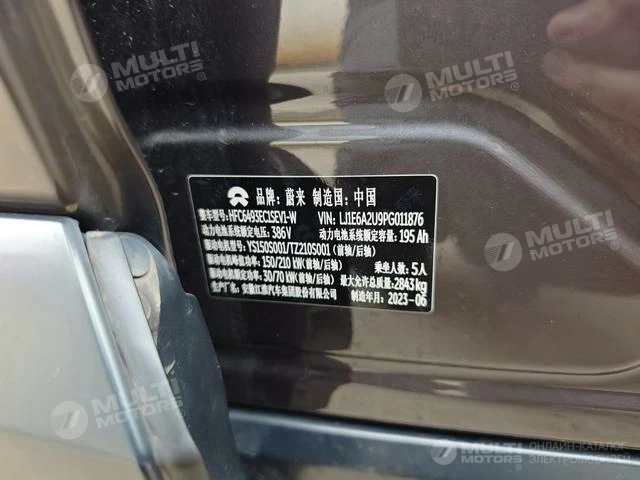 MULTI
MOTORS®
MULTI
MOTORS®
品牌: 蔚来 制造国: 中国
整车型号: HFC6493EC1SEV1-W VIN: LJ1E6A2U9PG011876
动力电池系统额定电压: 386V 动力电池系统额定容量: 195Ah
驱动电机型号: YS150S001/TZ210S001 (前轴/后轴)
驱动电机峰值功率: 150/210 kW (前轴/后轴) 乘坐人数: 5人
驱动电机额定功率: 30/70 kW (前轴/后轴) 最大允许总质量: 2843kg
生产厂名: 安徽江淮汽车集团股份有限公司 制造年月: 2023-06
MULTI
MOTORS®
MULTI
MOTORS
ОНЛАЙН-КАТАЛОГ
ЭЛЕКТРОМОБИЛЕЙ